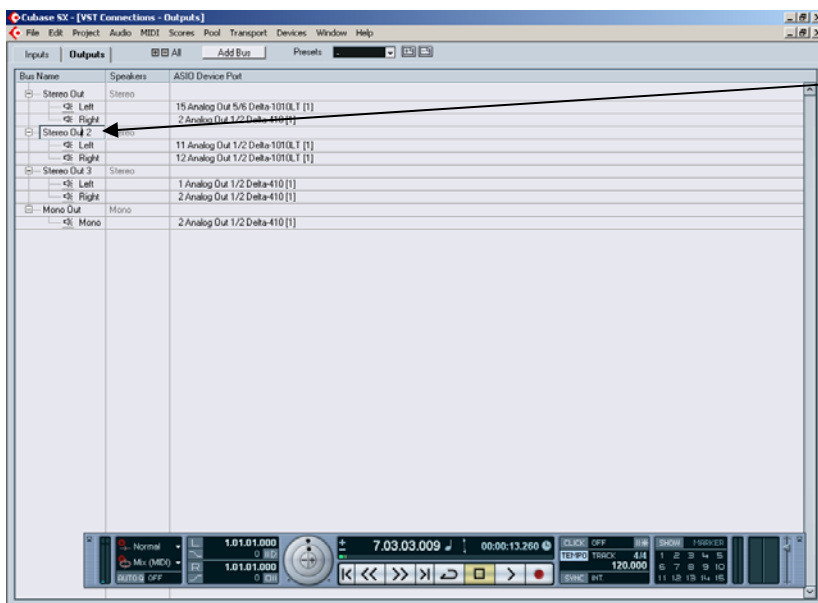 Cubase SX - [VST Connections - Outputs]
File Edit Project Audio MIDI Scores Pool Transport Devices Window Help
Inputs Outputs All Add Bus Presets -
Bus Name Speakers ASIO Device Port
Stereo Out Stereo
Left 15 Analog Out 5/6 Delta-1010LT [1]
Right 2 Analog Out 1/2 Delta-410 [1]
Stereo Out 2 Stereo
Left 11 Analog Out 1/2 Delta-1010LT [1]
Right 12 Analog Out 1/2 Delta-1010LT [1]
Stereo Out 3 Stereo
Left 1 Analog Out 1/2 Delta-410 [1]
Right 2 Analog Out 1/2 Delta-410 [1]
Mono Out Mono
Mono 2 Analog Out 1/2 Delta-410 [1]
Normal
Mix (MIDI)
AUTO Q OFF
L 1.01.01.000
0
R 1.01.01.000
0
7.03.03.009 00:00:13.260
CLICK OFF
TEMPO TRACK 4/4
120.000
SYNC INT.
SHOW MARKER
1 2 3 4 5
6 7 8 9 10
11 12 13 14 15